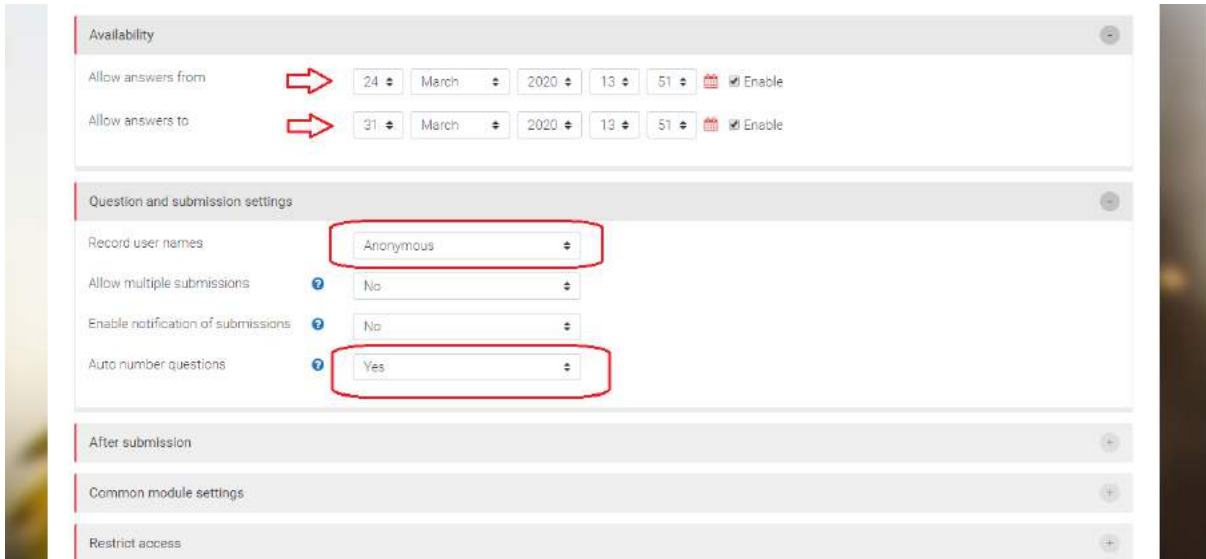 Availability
Allow answers from 24 March 2020 13 51 Enable
Allow answers to 31 March 2020 13 51 Enable
Question and submission settings
Record user names Anonymous
Allow multiple submissions ? No
Enable notification of submissions ? No
Auto number questions ? Yes
After submission
Common module settings
Restrict access